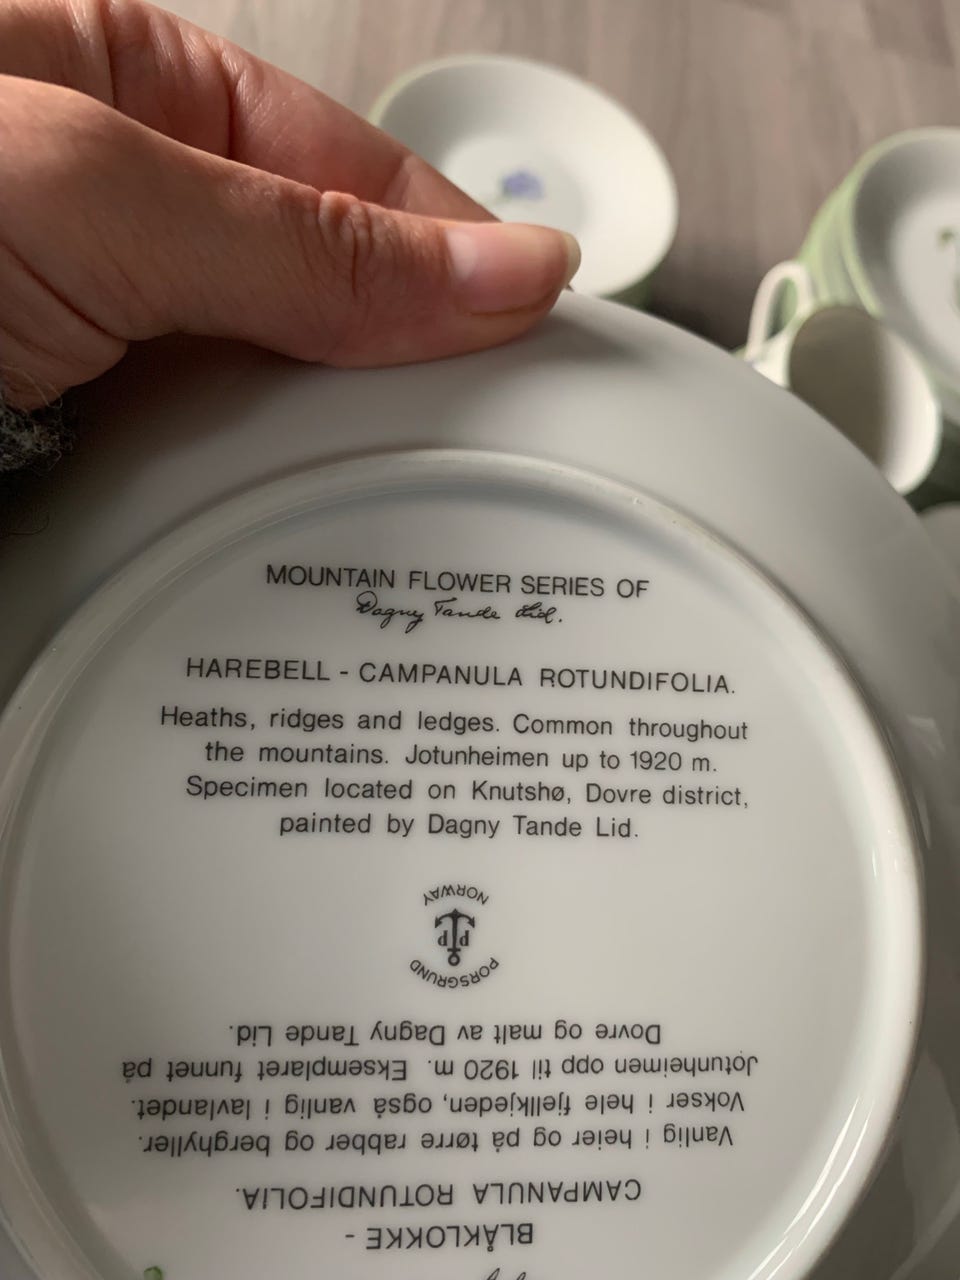 MOUNTAIN FLOWER SERIES OF
Dagny Tande Lid.
HAREBELL - CAMPANULA ROTUNDIFOLIA.
Heaths, ridges and ledges. Common throughout
the mountains. Jotunheimen up to 1920 m.
Specimen located on Knutshø, Dovre district,
painted by Dagny Tande Lid.
PORSGRUND
PP
NORWAY
BLÅKLOKKE -
CAMPANULA ROTUNDIFOLIA.
Vanlig i heier og på tørre rabber og berghyller.
Vokser i hele fjellkjeden, også vanlig i lavlandet.
Jotunheimen opp til 1920 m. Eksemplaret funnet på
Dovre og malt av Dagny Tande Lid.